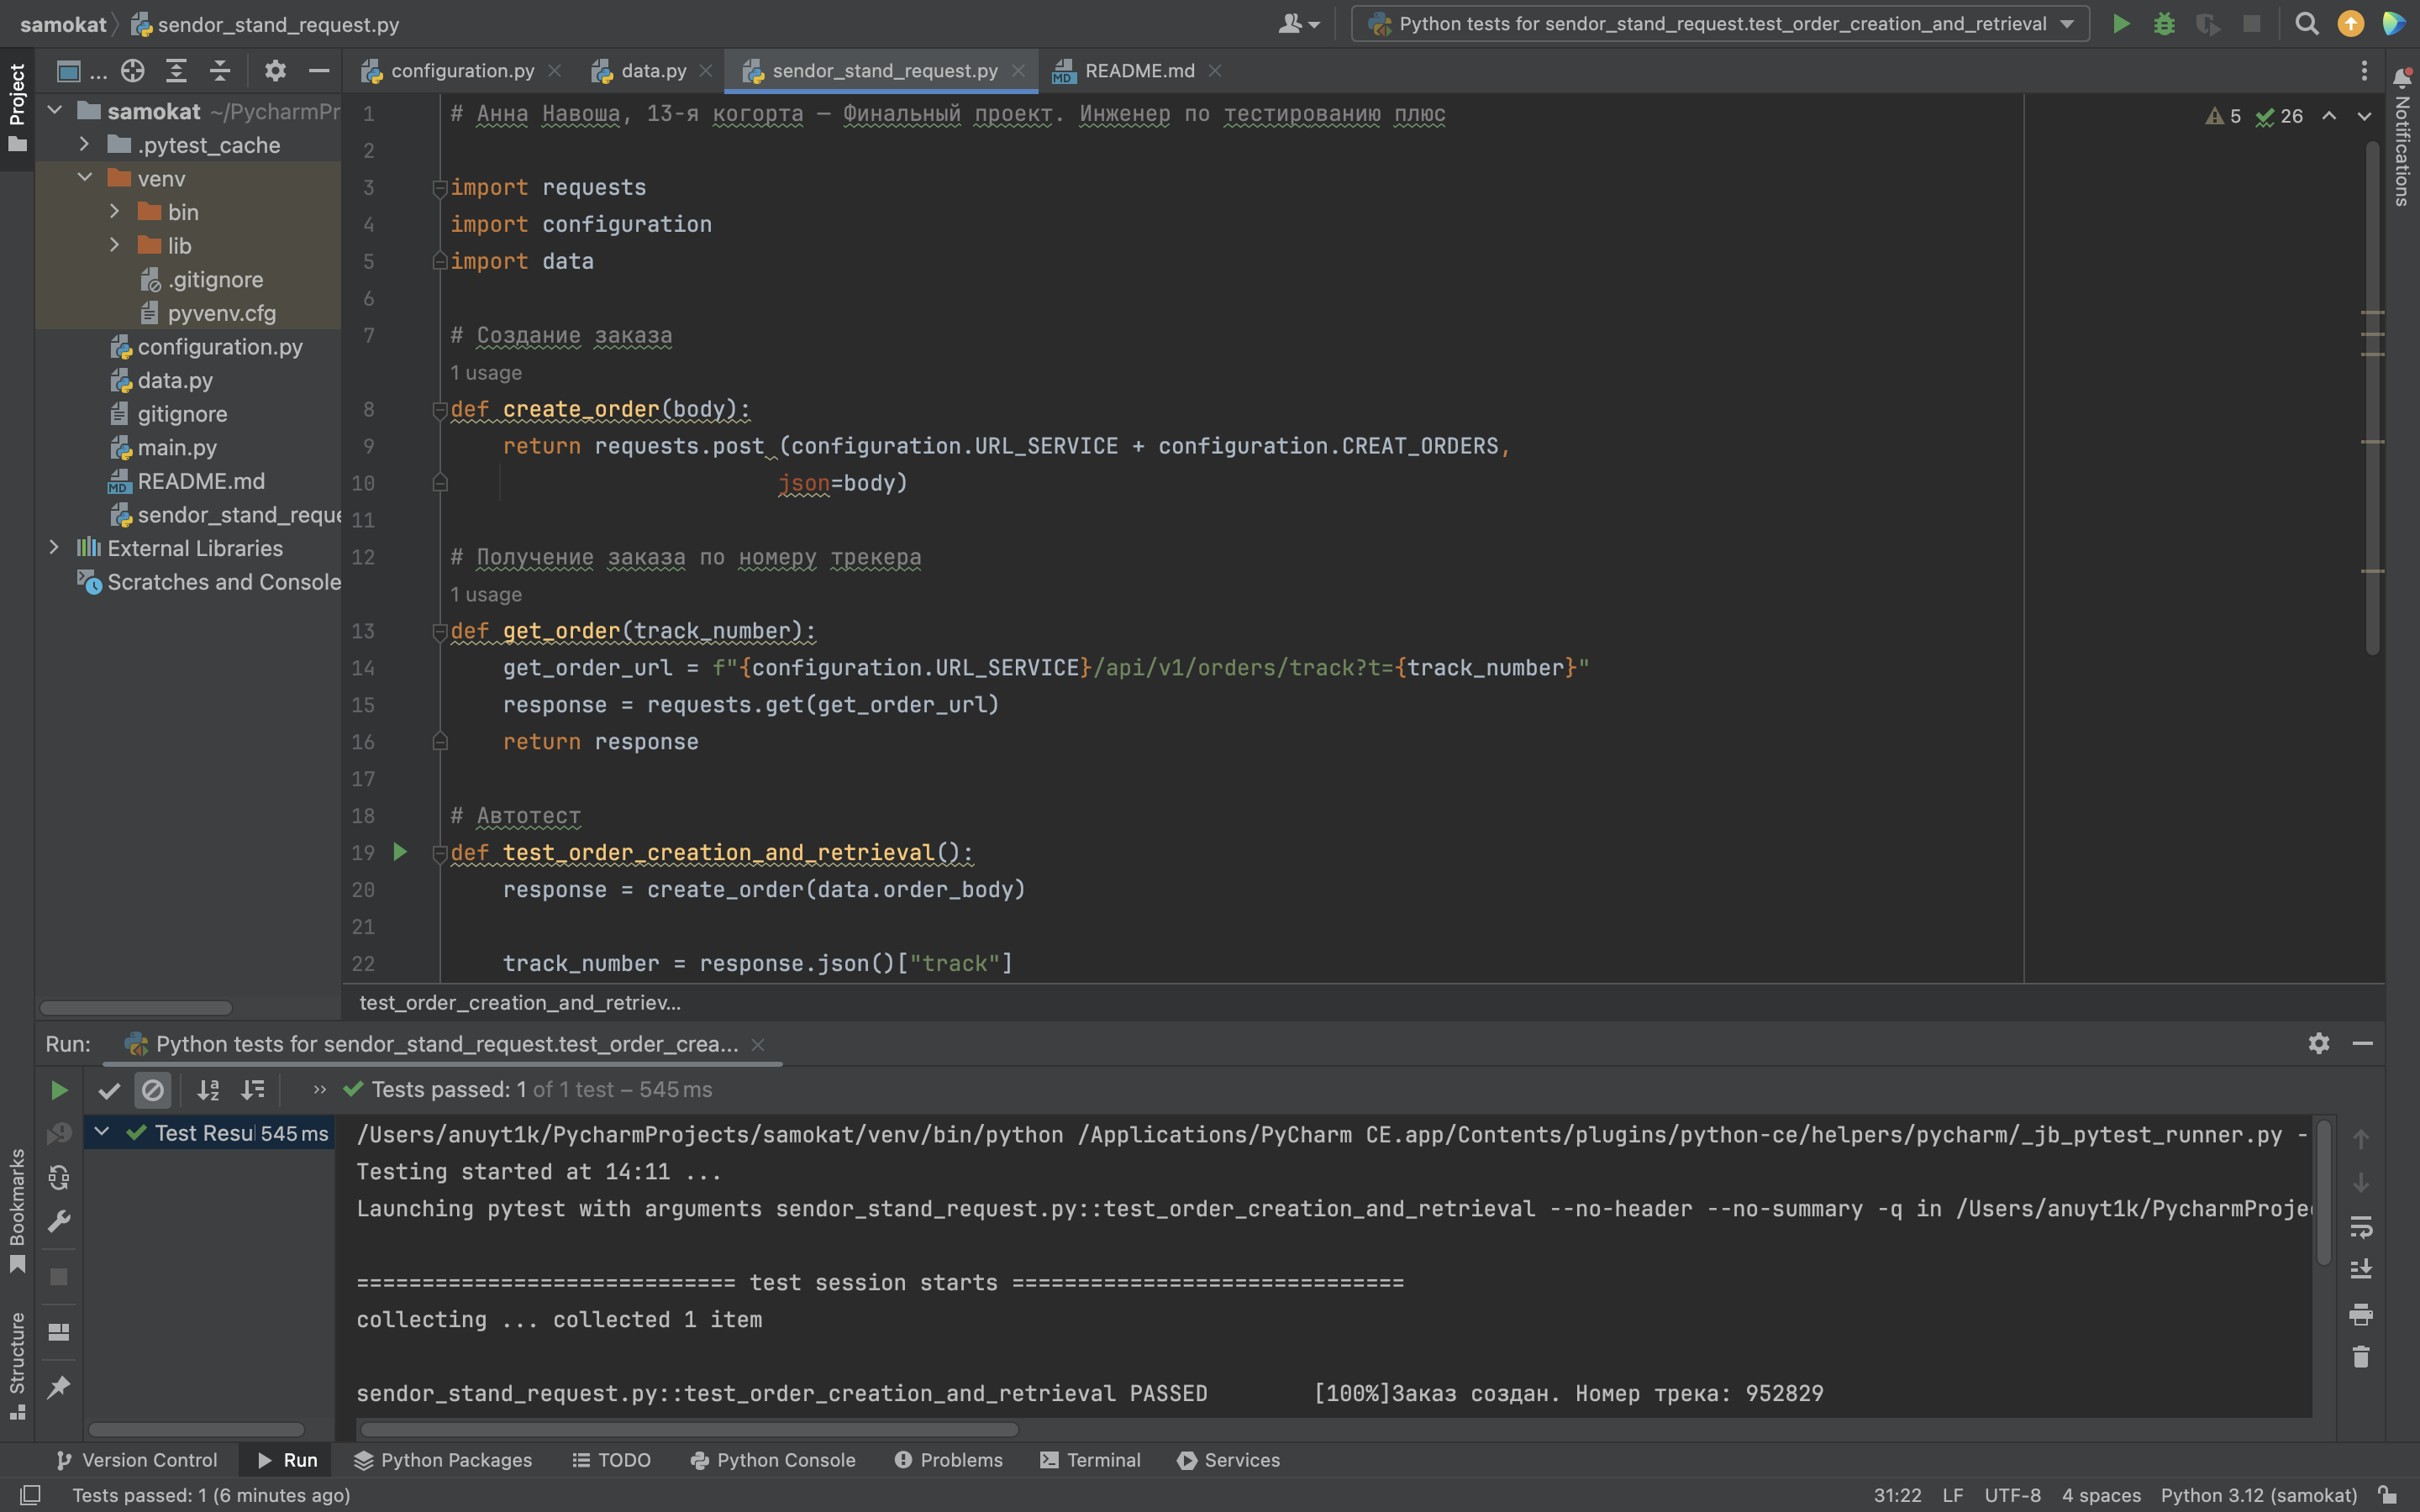 samokat
sendor_stand_request.py
Python tests for sendor_stand_request.test_order_creation_and_retrieval
Project
...
configuration.py
data.py
sendor_stand_request.py
README.md
Notifications
samokat ~/PycharmPr
.pytest_cache
venv
bin
lib
.gitignore
pyvenv.cfg
configuration.py
data.py
gitignore
main.py
README.md
sendor_stand_reque
External Libraries
Scratches and Console
5 26
1 # Анна Навоша, 13-я когорта — Финальный проект. Инженер по тестированию плюс
2
3 import requests
4 import configuration
5 import data
6
7 # Создание заказа
1 usage
8 def create_order(body):
9 return requests.post (configuration.URL_SERVICE + configuration.CREAT_ORDERS,
10 json=body)
11
12 # Получение заказа по номеру трекера
1 usage
13 def get_order(track_number):
14 get_order_url = f"{configuration.URL_SERVICE}/api/v1/orders/track?t={track_number}"
15 response = requests.get(get_order_url)
16 return response
17
18 # Автотест
19 def test_order_creation_and_retrieval():
20 response = create_order(data.order_body)
21
22 track_number = response.json()["track"]
test_order_creation_and_retriev...
Run: Python tests for sendor_stand_request.test_order_crea...
Tests passed: 1 of 1 test – 545 ms
Test Resu 545 ms
/Users/anuyt1k/PycharmProjects/samokat/venv/bin/python /Applications/PyCharm CE.app/Contents/plugins/python-ce/helpers/pycharm/_jb_pytest_runner.py -
Testing started at 14:11 ...
Launching pytest with arguments sendor_stand_request.py::test_order_creation_and_retrieval --no-header --no-summary -q in /Users/anuyt1k/PycharmProje
============================= test session starts ==============================
collecting ... collected 1 item
sendor_stand_request.py::test_order_creation_and_retrieval PASSED [100%]Заказ создан. Номер трека: 952829
Bookmarks
Structure
Version Control
Run
Python Packages
TODO
Python Console
Problems
Terminal
Services
Tests passed: 1 (6 minutes ago)
31:22 LF UTF-8 4 spaces Python 3.12 (samokat)